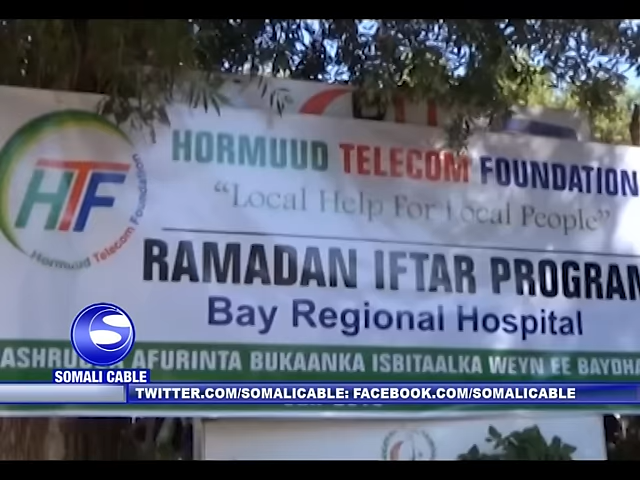 HORMUUD TELECOM FOUNDATION
"Local Help For Local People"
HTF
Hormuud Telecom Foundation
RAMADAN IFTAR PROGRAM
Bay Regional Hospital
AFURINTA BUKAANKA ISBITAALKA WEYN EE
S
SOMALI CABLE
TWITTER.COM/SOMALICABLE: FACEBOOK.COM/SOMALICABLE